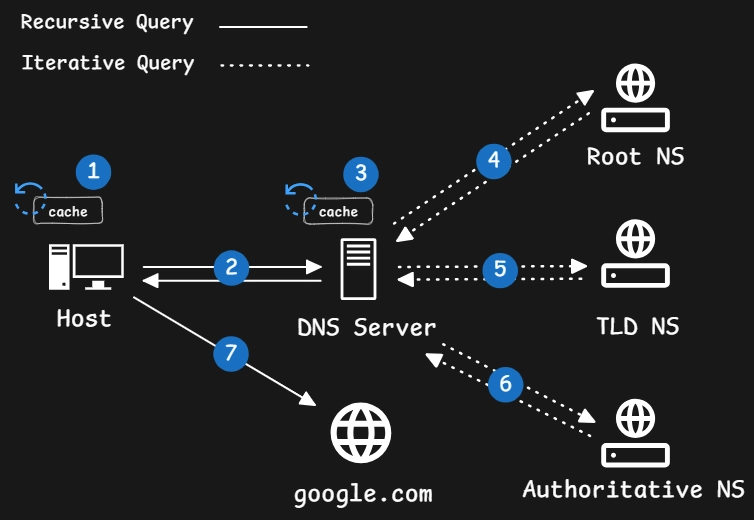 Recursive Query
Iterative Query
1
cache
3
cache
4
Root NS
2
5
Host
DNS Server
TLD NS
7
6
google.com
Authoritative NS